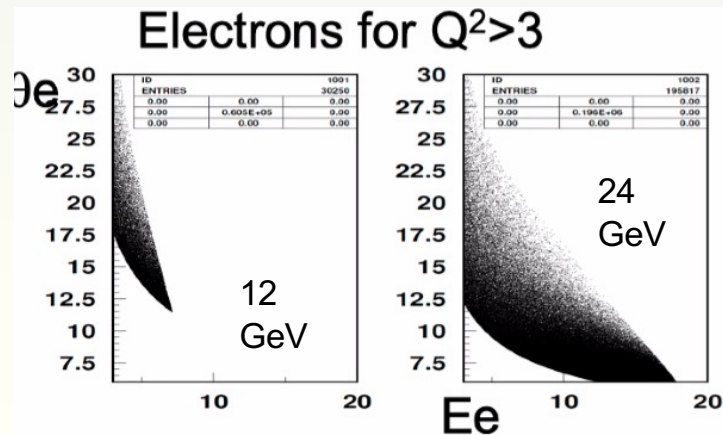 Electrons for Q²>3
θe
ID 1001
ENTRIES 30250
0.00 0.00 0.00
0.00 0.605E+05 0.00
0.00 0.00 0.00
30
27.5
25
22.5
20
17.5
15
12.5
10
7.5
12
GeV
10
20
ID 1002
ENTRIES 195817
0.00 0.00 0.00
0.00 0.196E+06 0.00
0.00 0.00 0.00
30
27.5
25
22.5
20
17.5
15
12.5
10
7.5
24
GeV
10
20
Ee